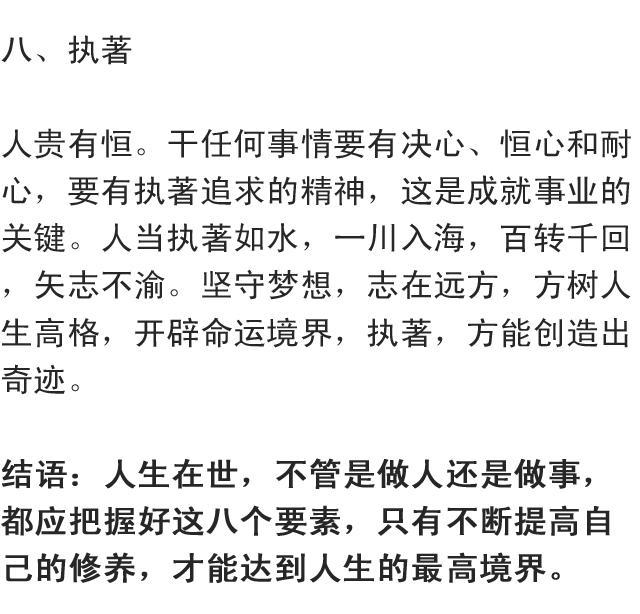 八、执著
人贵有恒。干任何事情要有决心、恒心和耐
心，要有执著追求的精神，这是成就事业的
关键。人当执著如水，一川入海，百转千回
，矢志不渝。坚守梦想，志在远方，方树人
生高格，开辟命运境界，执著，方能创造出
奇迹。
结语：人生在世，不管是做人还是做事，
都应把握好这八个要素，只有不断提高自
己的修养，才能达到人生的最高境界。